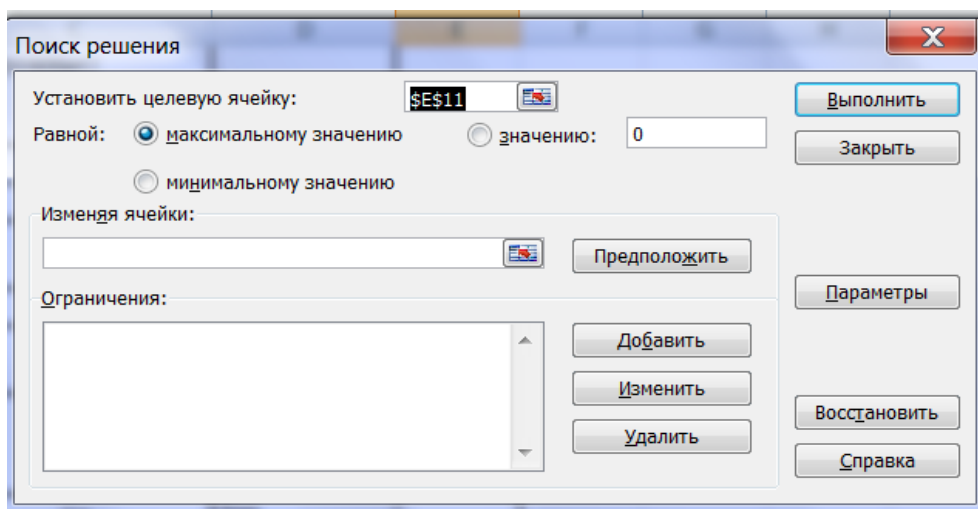 Поиск решения
Установить целевую ячейку: $E$11
Равной: максимальному значению значению: 0
минимальному значению
Изменяя ячейки:
Предположить
Ограничения:
Добавить
Изменить
Удалить
Выполнить
Закрыть
Параметры
Восстановить
Справка